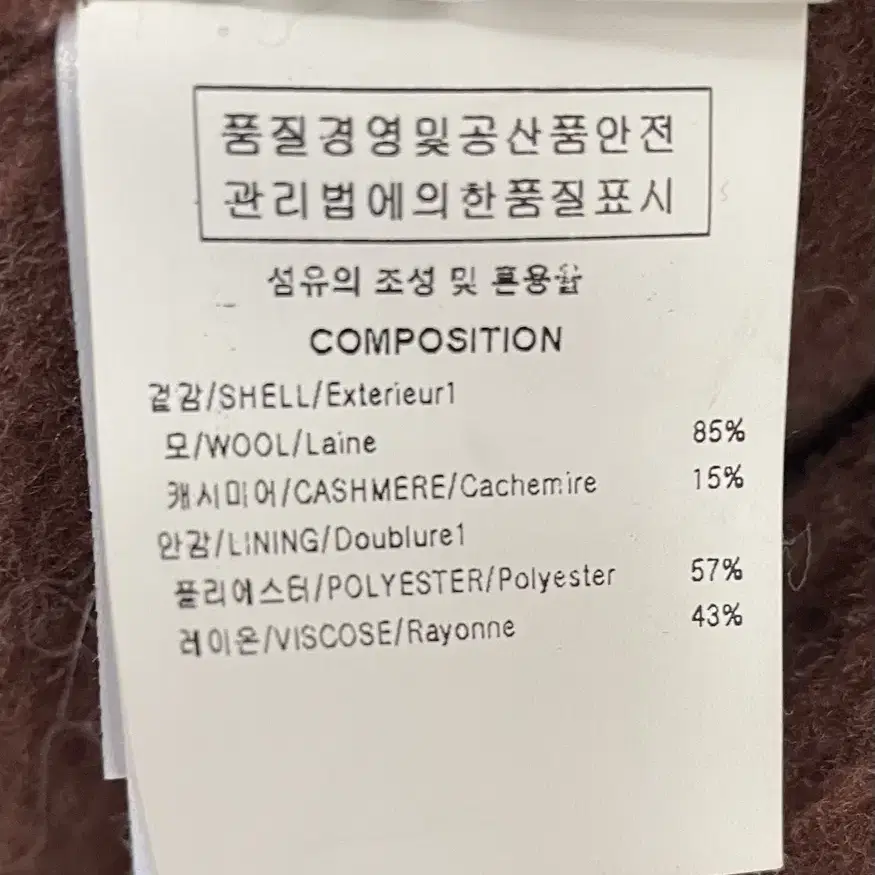 품질경영및공산품안전
관리법에의한품질표시
섬유의 조성 및 혼용율
COMPOSITION
겉감/SHELL/Exterieur1
모/WOOL/Laine 85%
캐시미어/CASHMERE/Cachemire 15%
안감/LINING/Doublure1
폴리에스터/POLYESTER/Polyester 57%
레이온/VISCOSE/Rayonne 43%